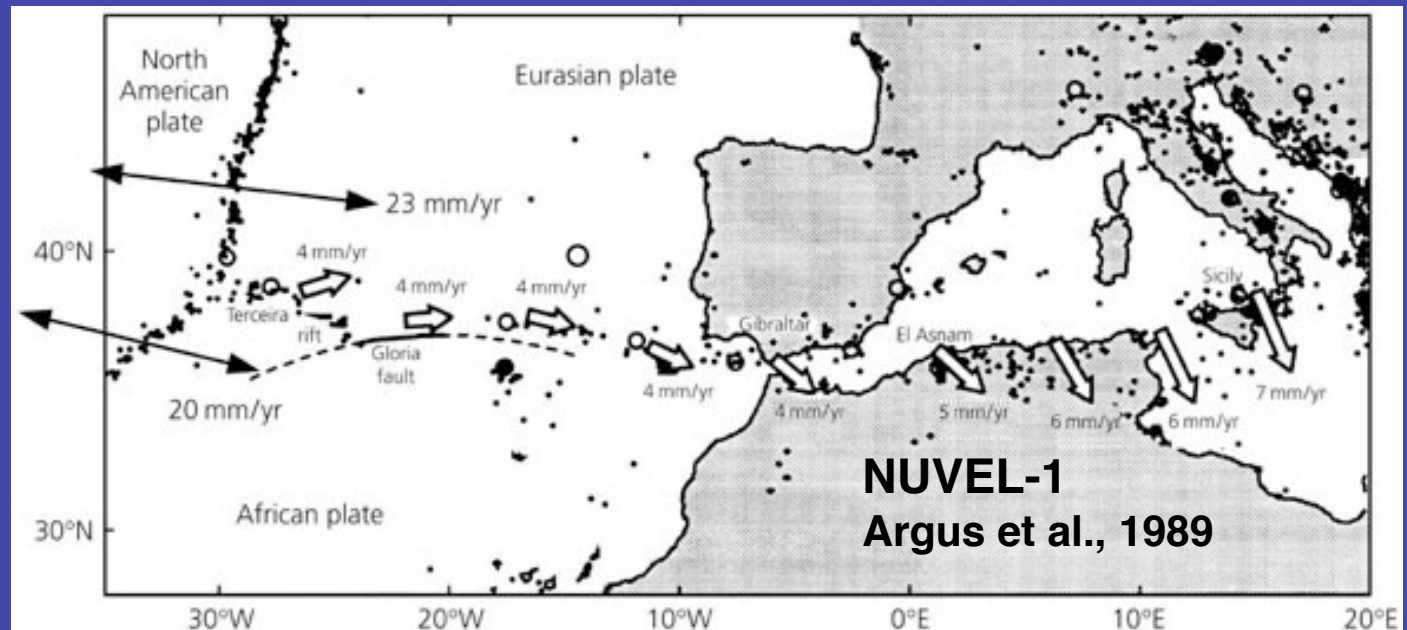 North
American
plate
Eurasian plate
23 mm/yr
40°N
4 mm/yr
4 mm/yr
4 mm/yr
Terceira
rift
Gloria
fault
20 mm/yr
Gibraltar
El Asnam
Sicily
4 mm/yr
4 mm/yr
5 mm/yr
6 mm/yr
6 mm/yr
7 mm/yr
NUVEL-1
Argus et al., 1989
African plate
30°N
30°W
20°W
10°W
0°E
10°E
20°E